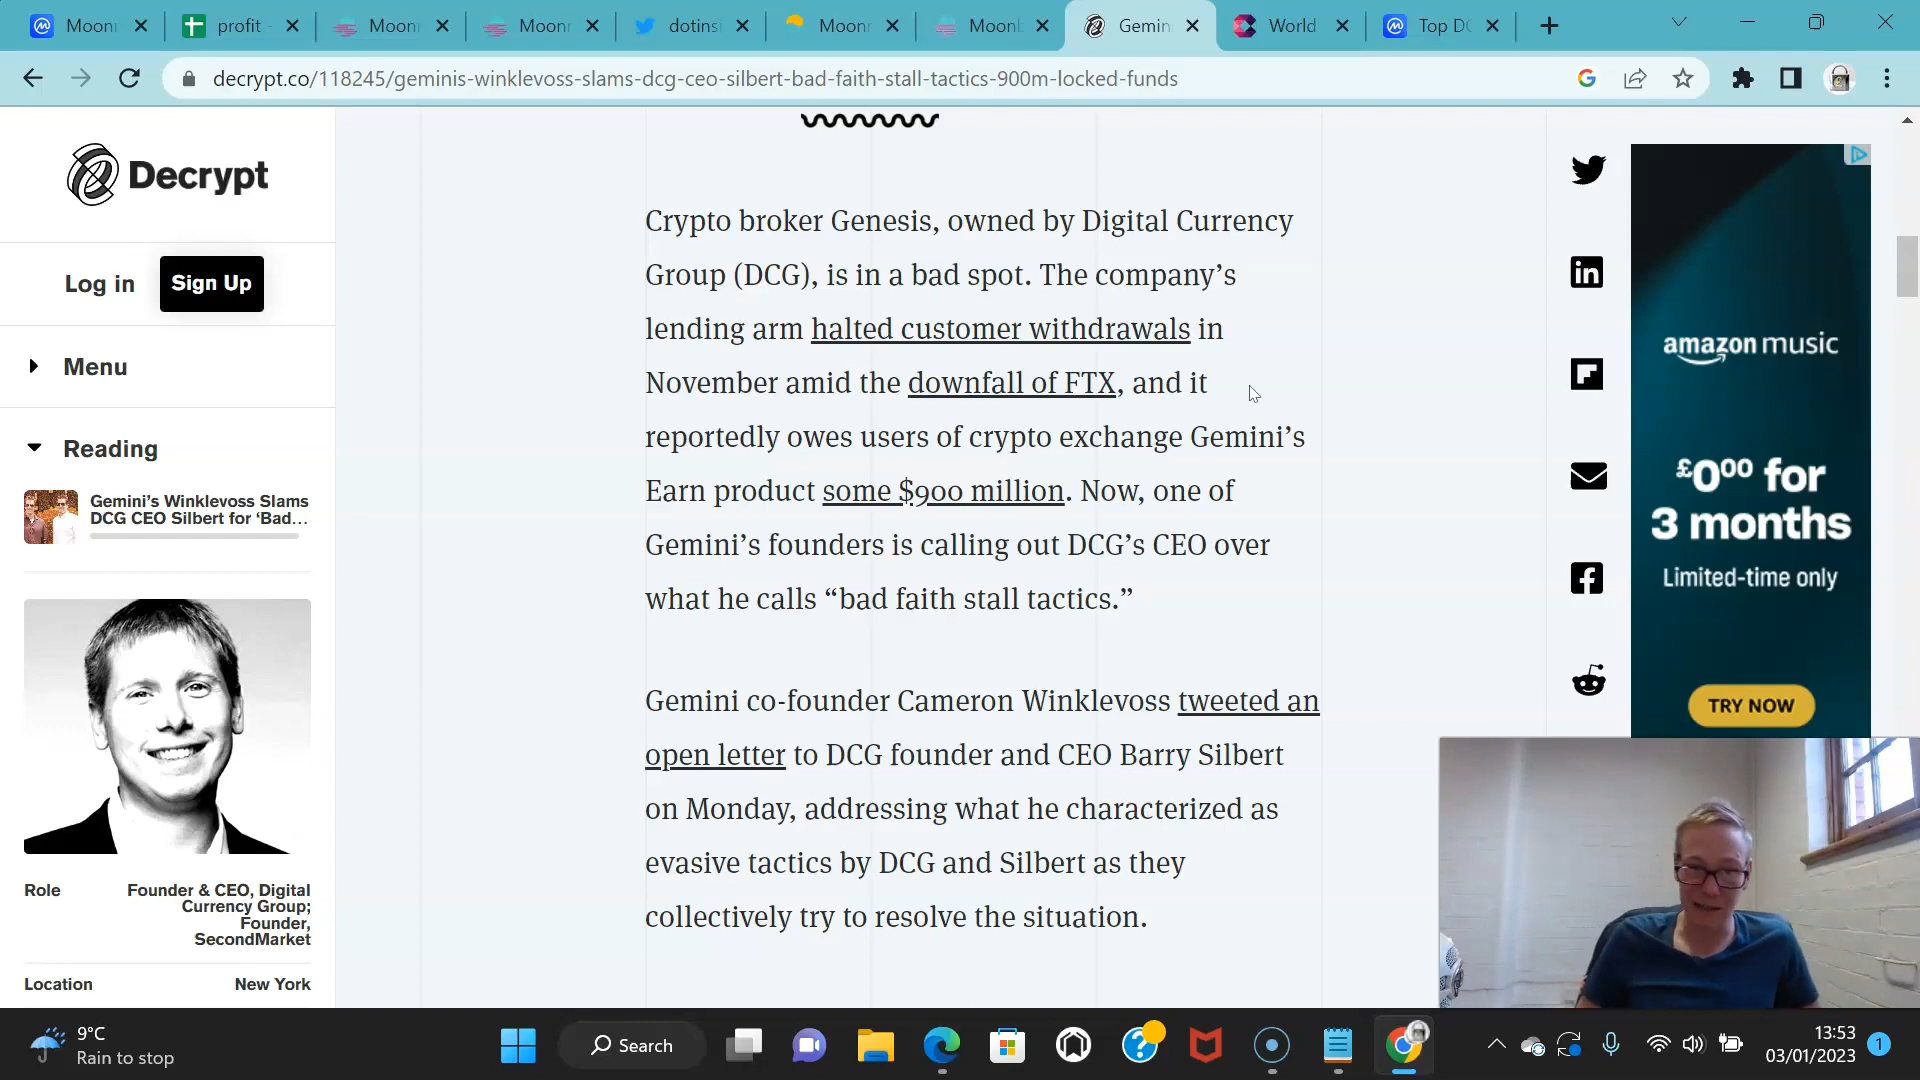 Moonr
profit -
Moonr
Moonr
dotinsi
Moonr
Moonb
Gemin
World
Top DC
decrypt.co/118245/geminis-winklevoss-slams-dcg-ceo-silbert-bad-faith-stall-tactics-900m-locked-funds
Decrypt
Log in
Sign Up
Menu
Reading
Gemini's Winklevoss Slams
DCG CEO Silbert for 'Bad...
Role
Founder & CEO, Digital
Currency Group;
Founder,
SecondMarket
Location
New York
Crypto broker Genesis, owned by Digital Currency
Group (DCG), is in a bad spot. The company's
lending arm halted customer withdrawals in
November amid the downfall of FTX, and it
reportedly owes users of crypto exchange Gemini's
Earn product some $900 million. Now, one of
Gemini's founders is calling out DCG's CEO over
what he calls “bad faith stall tactics.”
Gemini co-founder Cameron Winklevoss tweeted an
open letter to DCG founder and CEO Barry Silbert
on Monday, addressing what he characterized as
evasive tactics by DCG and Silbert as they
collectively try to resolve the situation.
amazon music
£0⁰⁰ for
3 months
Limited-time only
TRY NOW
9°C
Rain to stop
Search
13:53
03/01/2023
1